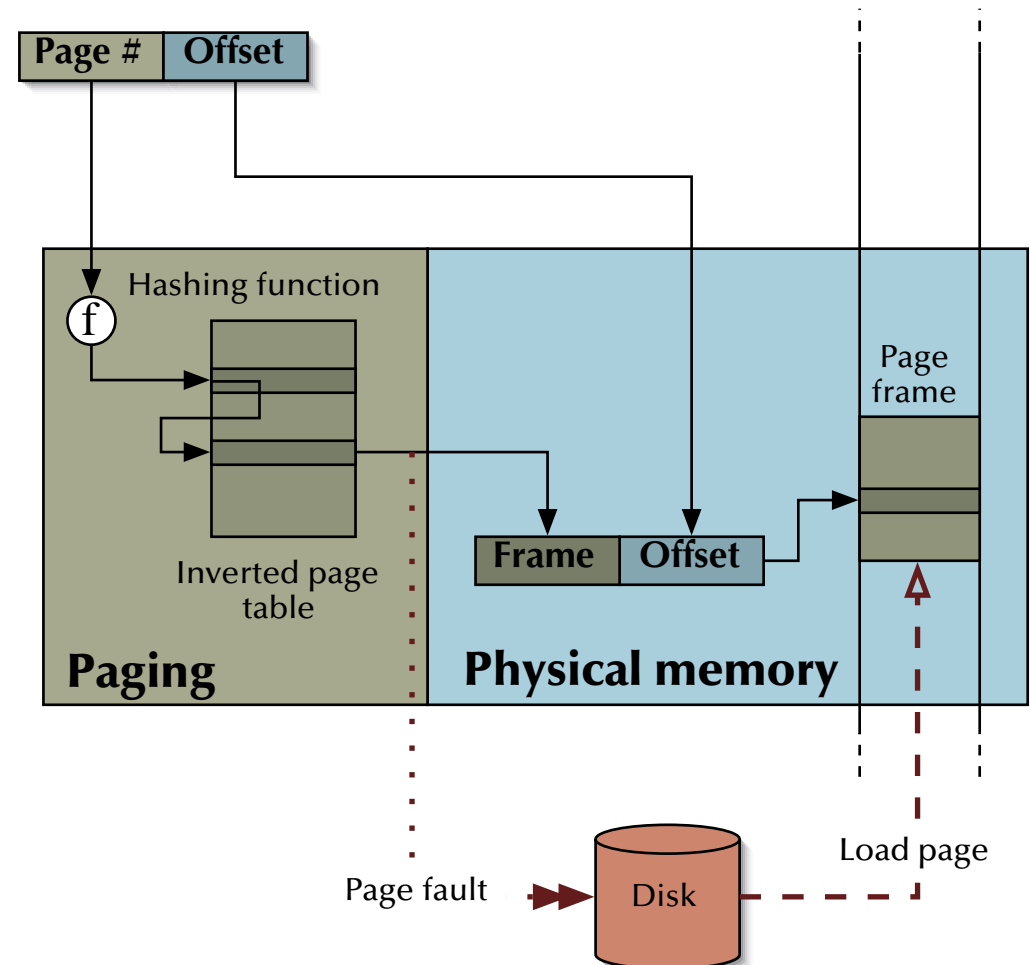 Page # Offset
Hashing function
f
Page
frame
Frame Offset
Inverted page
table
Paging
Physical memory
Load page
Page fault
Disk